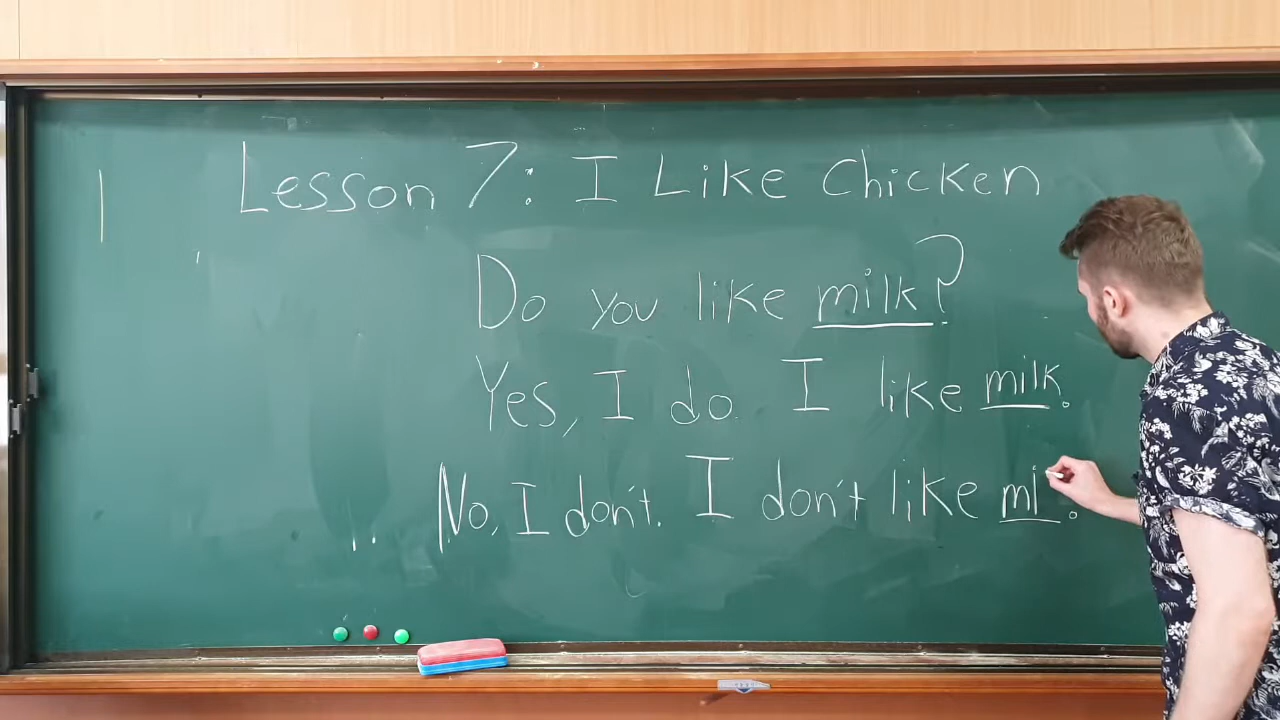 Lesson 7: I Like Chicken
Do you like milk?
Yes, I do. I like milk.
No, I don't. I don't like mi.